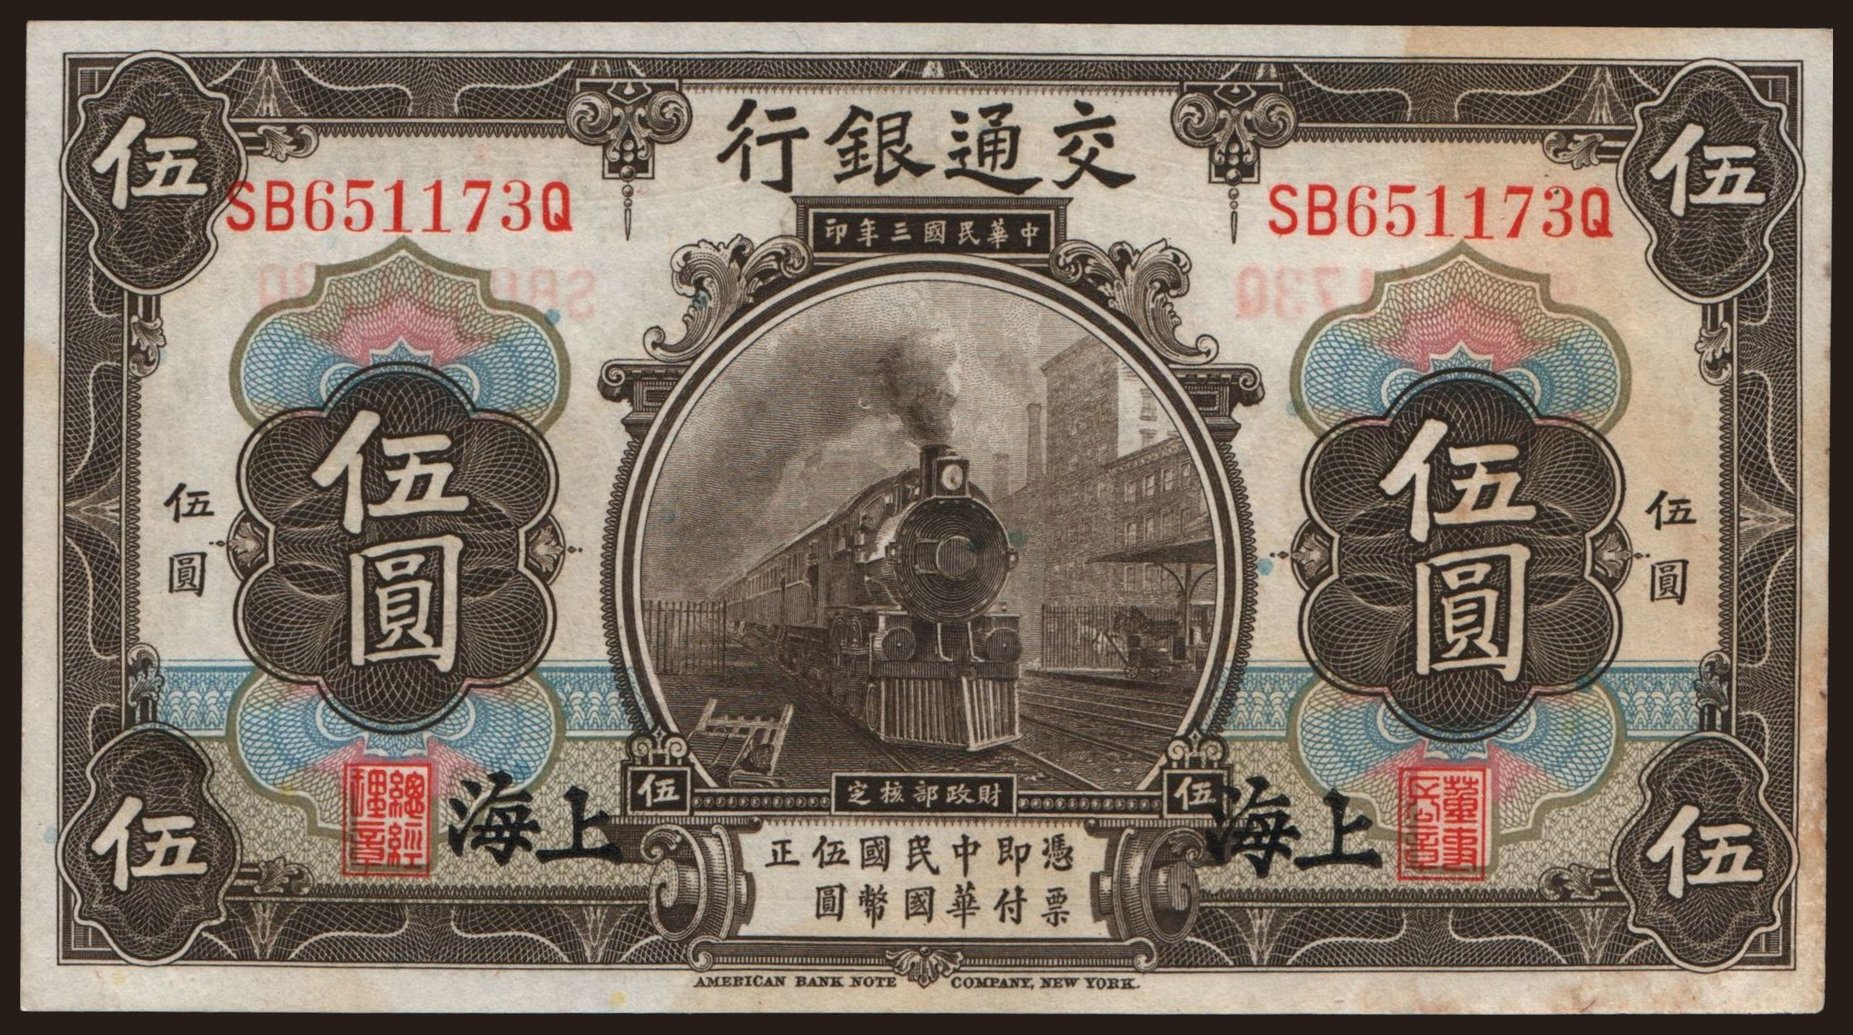 交通銀行
伍
伍
SB651173Q
SB651173Q
中華民國三年印
伍圓
伍圓
伍圓
伍圓
財政部核定
伍
伍
上海
上海
總經理章
董事長章
憑票即付中華民國國幣伍圓正
伍
伍
AMERICAN BANK NOTE COMPANY, NEW YORK.